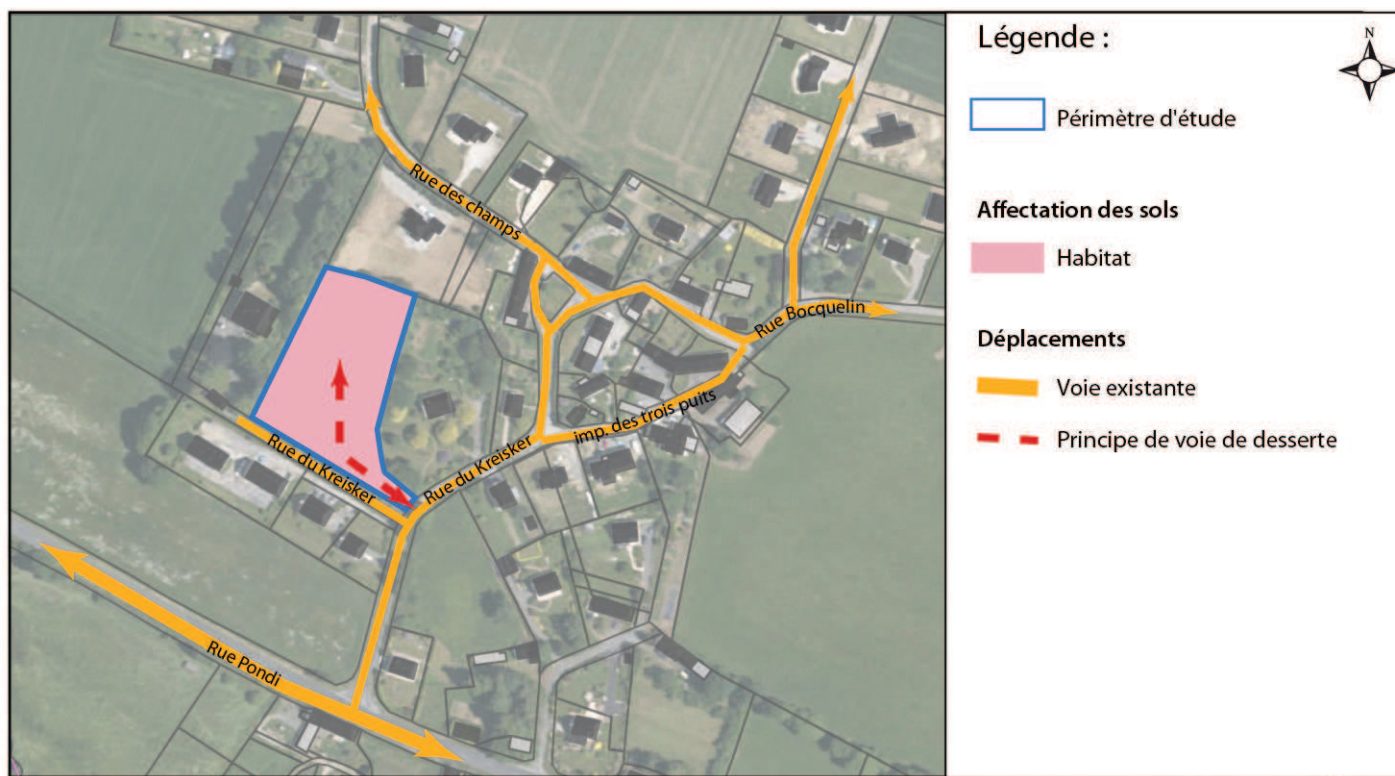 Légende :
N
Périmètre d'étude
Affectation des sols
Habitat
Déplacements
Voie existante
Principe de voie de desserte
Rue des champs
Rue Bocquelin
imp. des trois puits
Rue du Kreisker
Rue du Kreisker
Rue Pondi